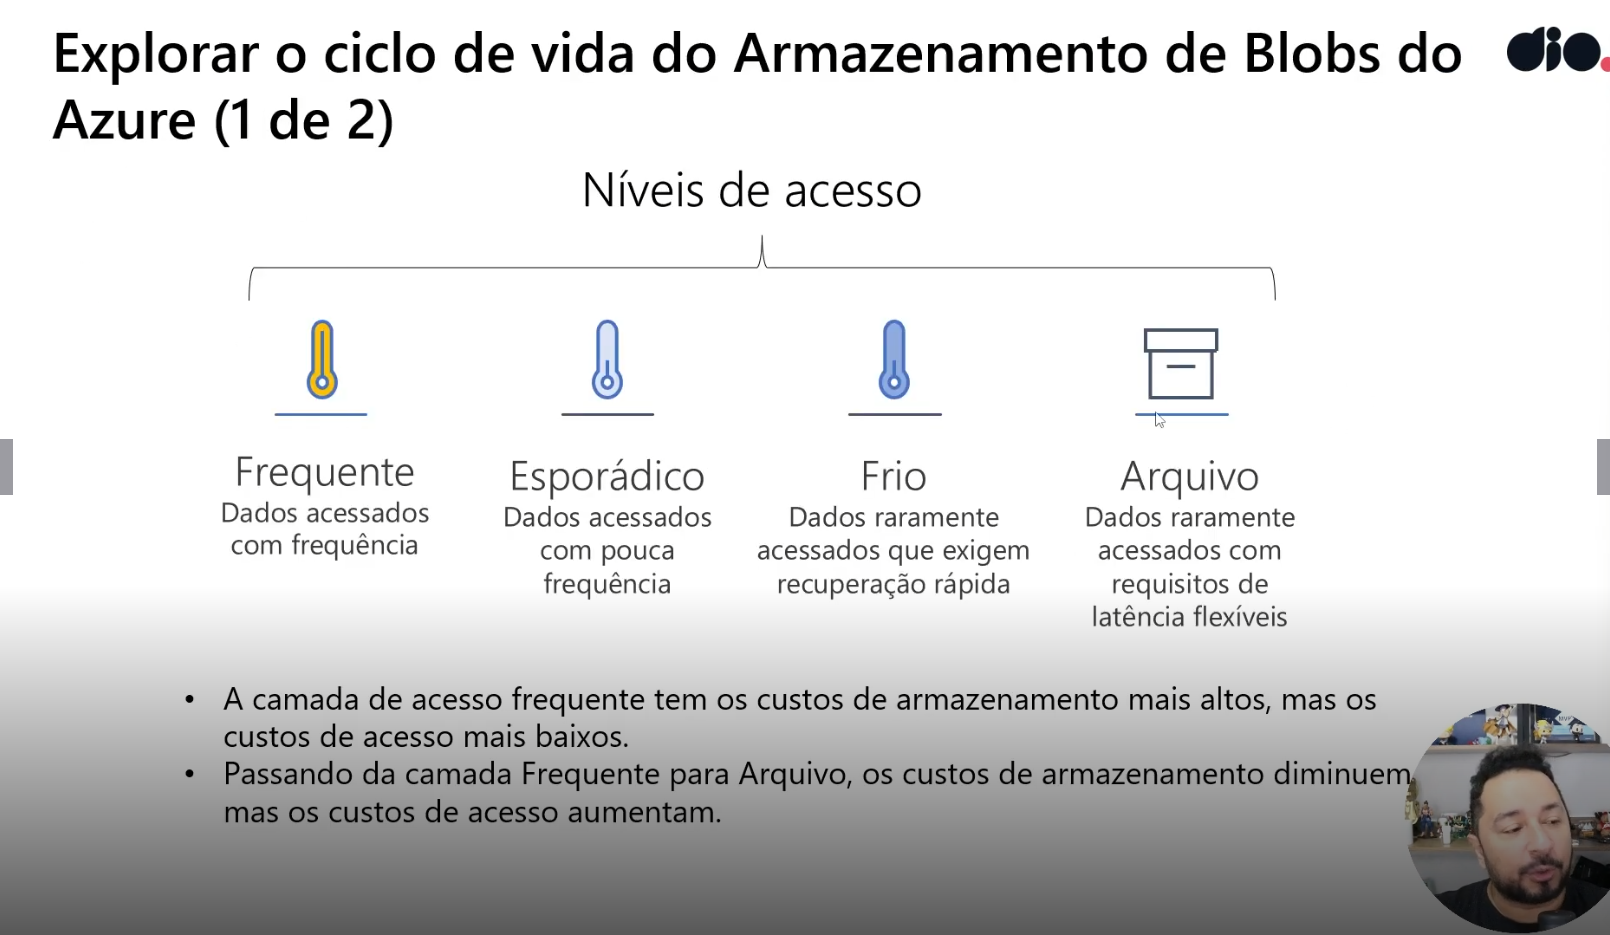 Explorar o ciclo de vida do Armazenamento de Blobs do
Azure (1 de 2)
dio.
Níveis de acesso
Frequente
Dados acessados
com frequência
Esporádico
Dados acessados
com pouca
frequência
Frio
Dados raramente
acessados que exigem
recuperação rápida
Arquivo
Dados raramente
acessados com
requisitos de
latência flexíveis
• A camada de acesso frequente tem os custos de armazenamento mais altos, mas os
custos de acesso mais baixos.
• Passando da camada Frequente para Arquivo, os custos de armazenamento diminuem
mas os custos de acesso aumentam.